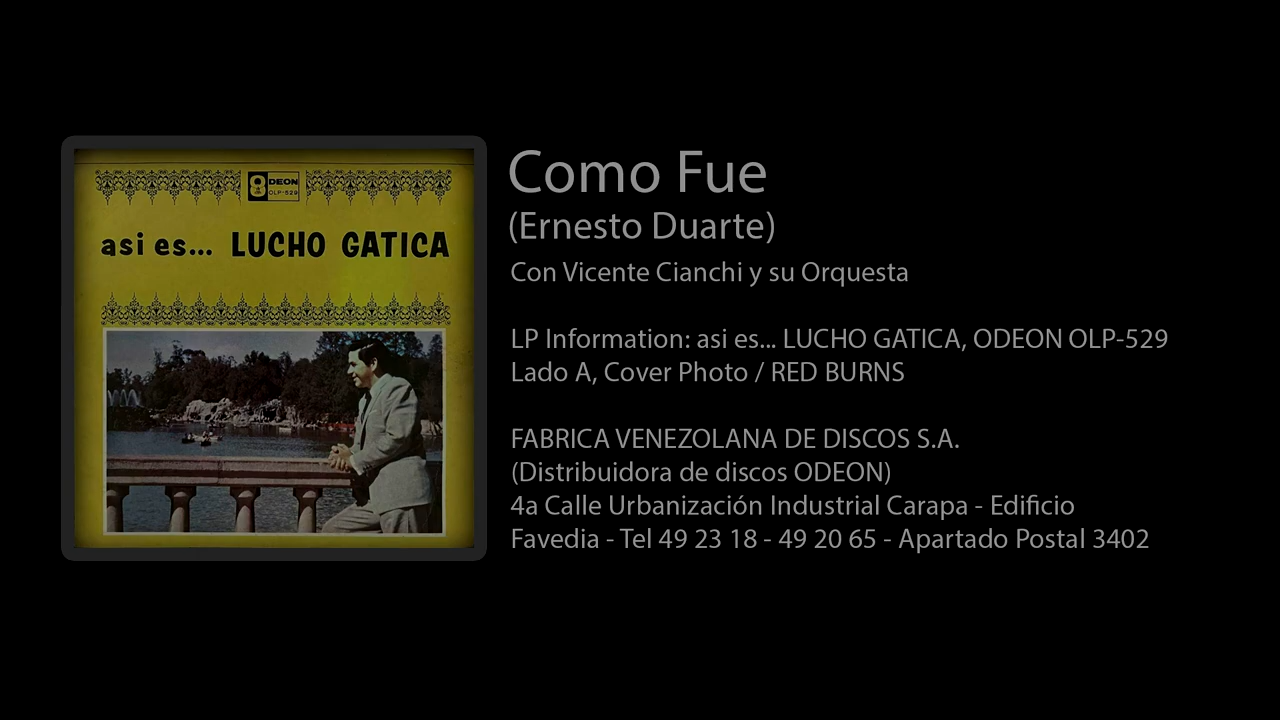 ODEON
OLP-529
asi es... LUCHO GATICA
Como Fue
(Ernesto Duarte)
Con Vicente Cianchi y su Orquesta
LP Information: asi es... LUCHO GATICA, ODEON OLP-529
Lado A, Cover Photo / RED BURNS
FABRICA VENEZOLANA DE DISCOS S.A.
(Distribuidora de discos ODEON)
4a Calle Urbanización Industrial Carapa - Edificio
Favedia - Tel 49 23 18 - 49 20 65 - Apartado Postal 3402